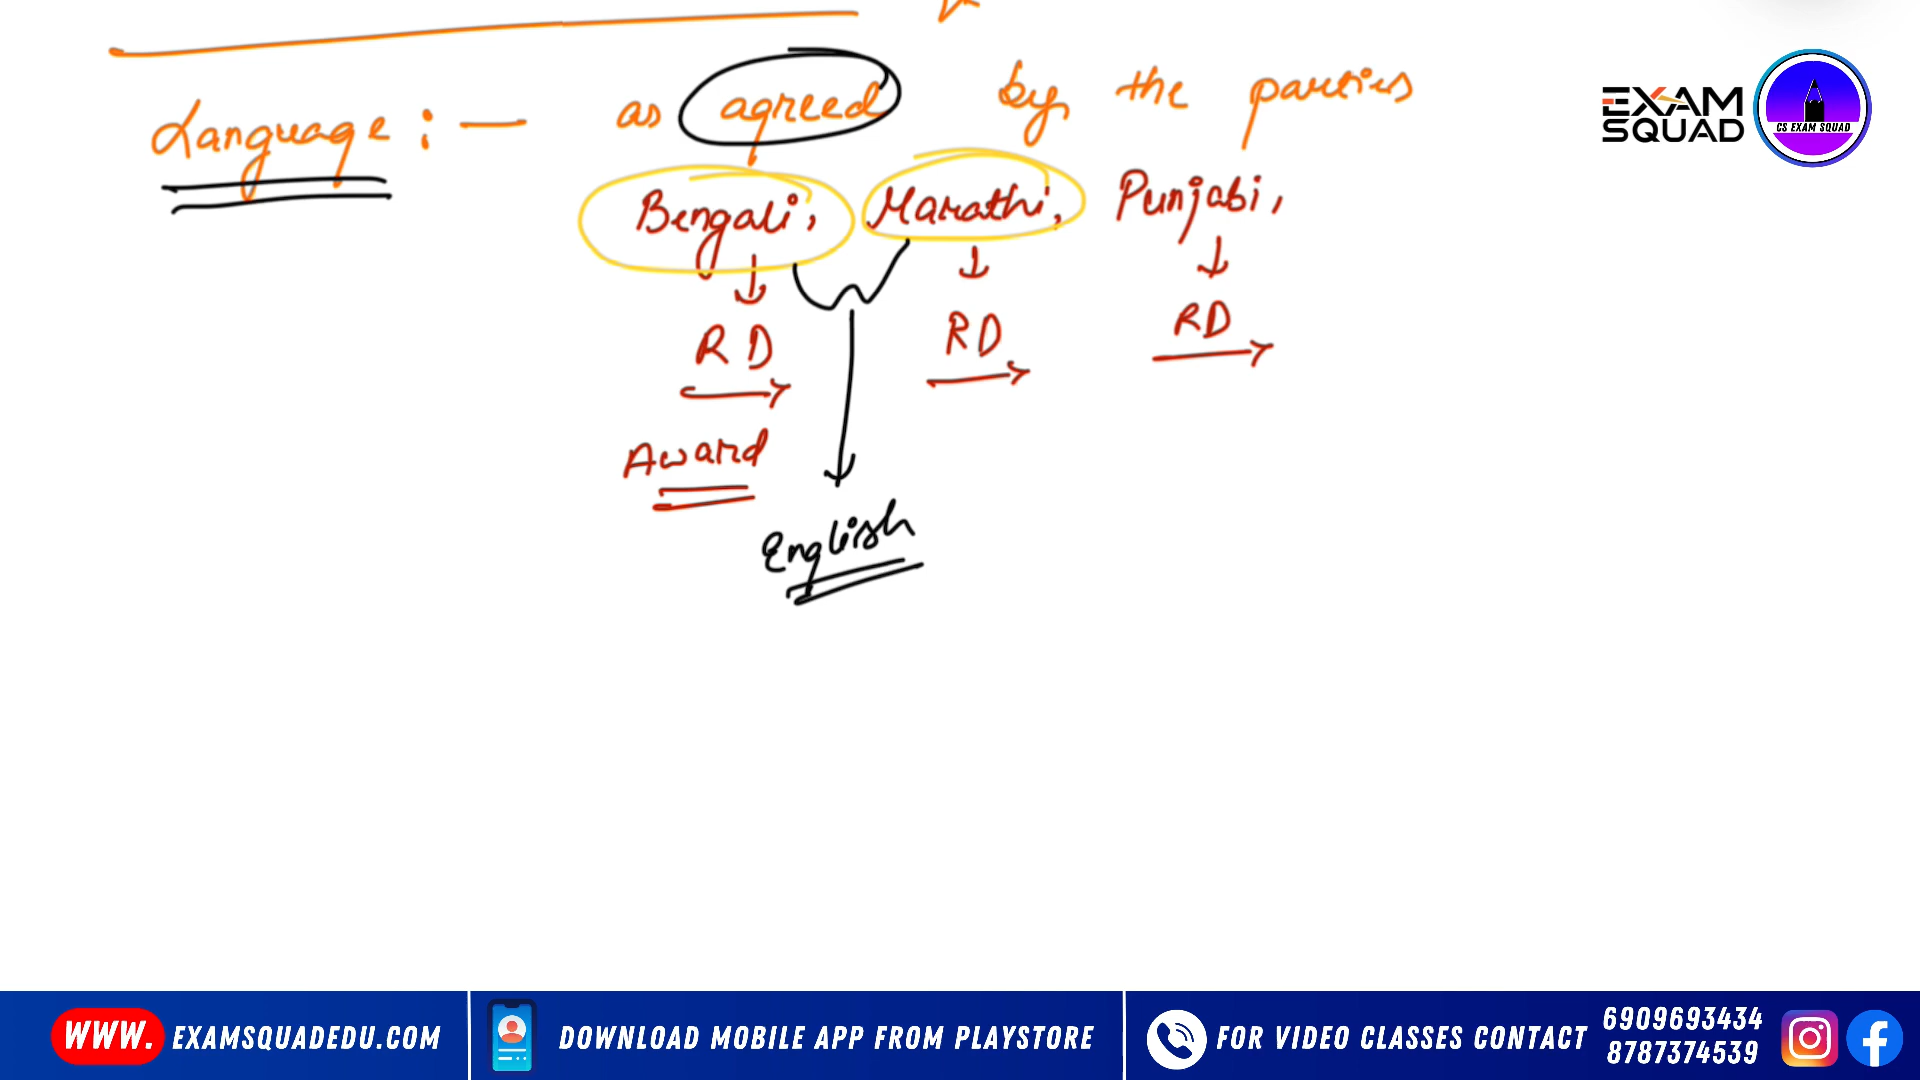 Language : — as agreed by the parties
Bengali, Marathi, Punjabi,
RD RD RD
Award
English
EXAM
SQUAD
CS EXAM SQUAD
WWW. EXAMSQUADEDU.COM
DOWNLOAD MOBILE APP FROM PLAYSTORE
FOR VIDEO CLASSES CONTACT
6909693434
8787374539